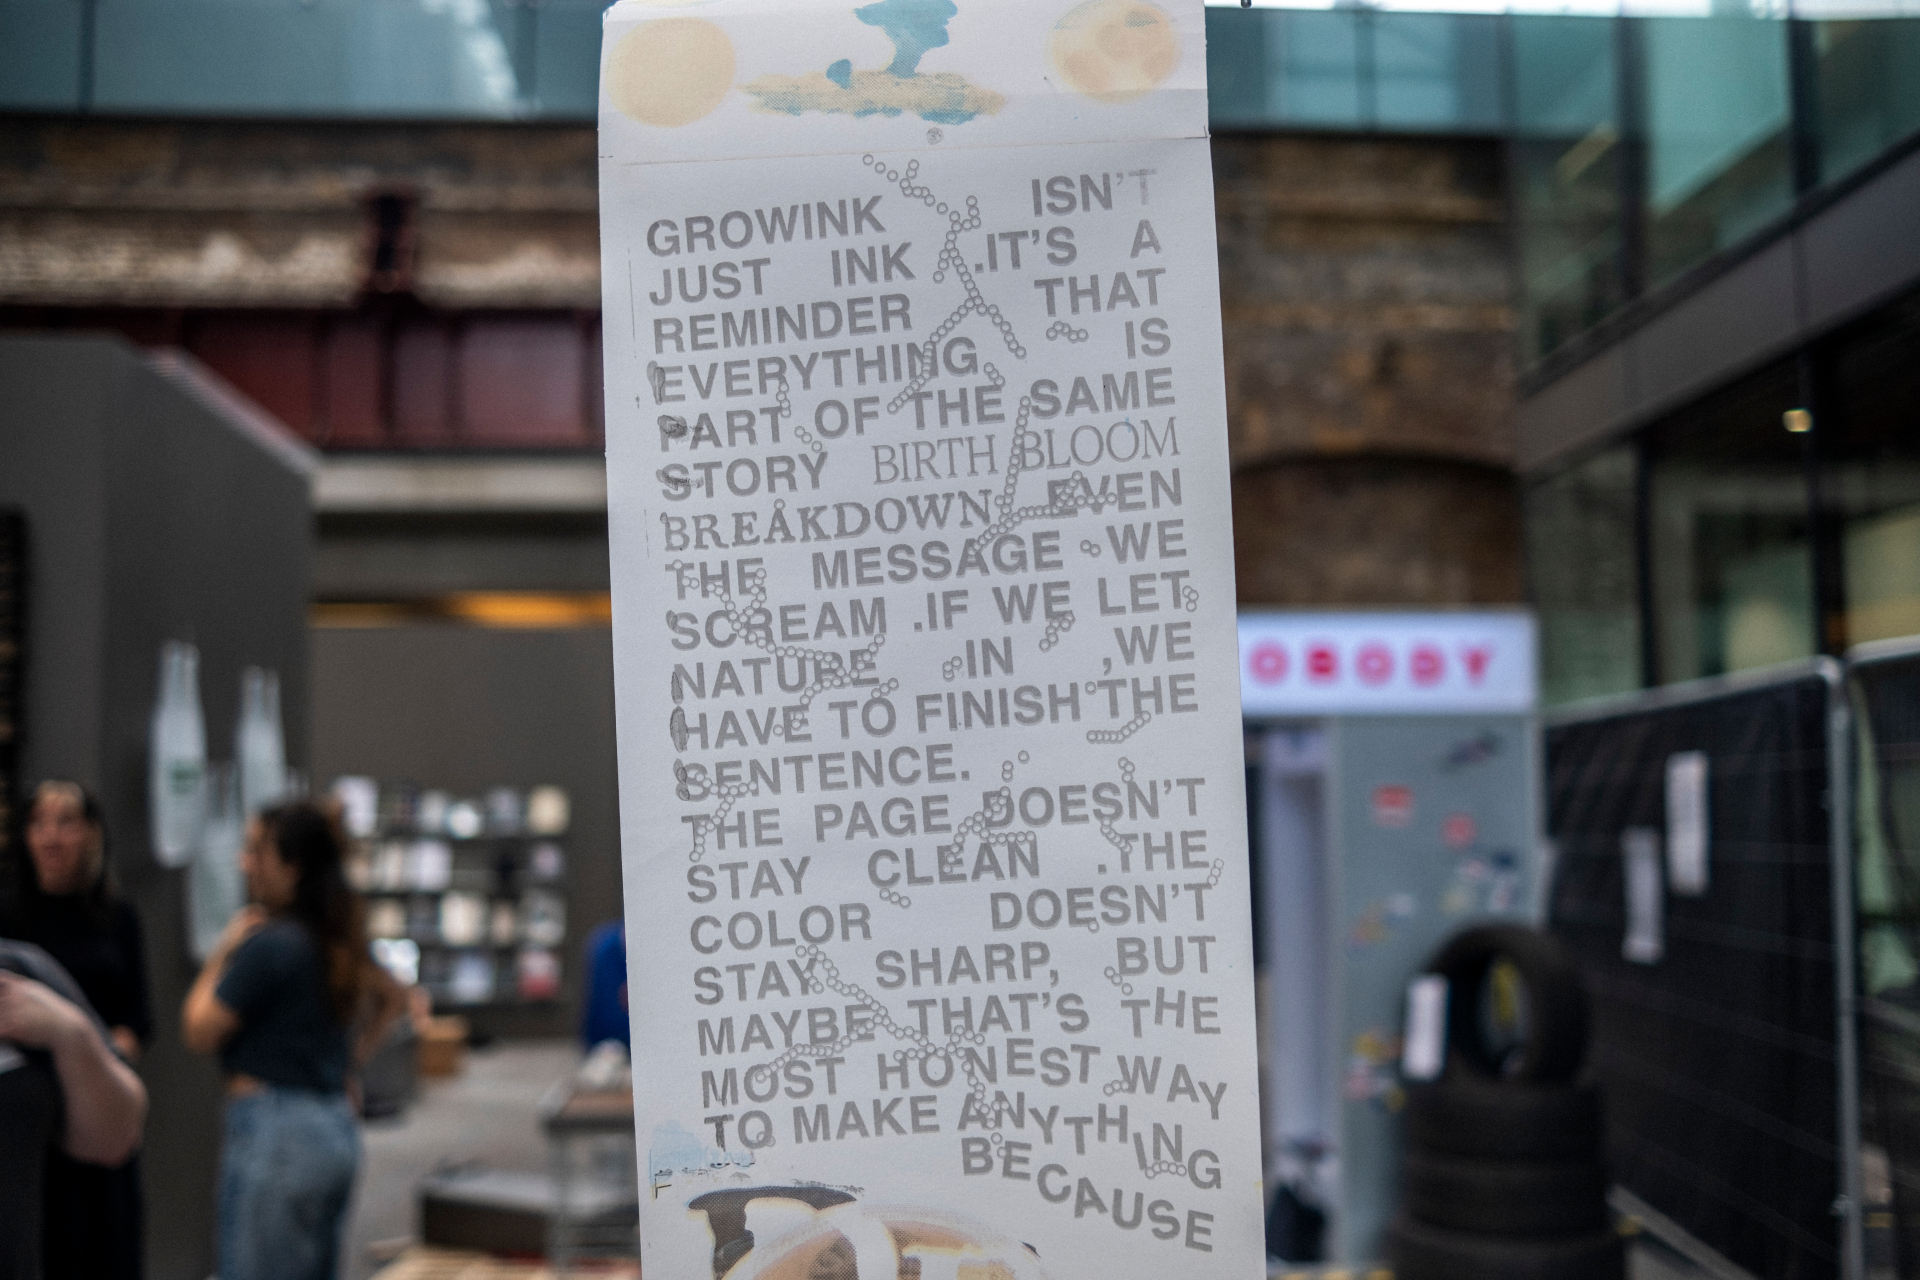 GROWINK ISN'T
JUST INK .IT'S A
REMINDER THAT
EVERYTHING IS
PART OF THE SAME
STORY BIRTH BLOOM
BREAKDOWN EVEN
THE MESSAGE WE
SCREAM .IF WE LET
NATURE IN ,WE
HAVE TO FINISH THE
SENTENCE.
THE PAGE DOESN'T
STAY CLEAN .THE
COLOR DOESN'T
STAY SHARP, BUT
MAYBE THAT'S THE
MOST HONEST WAY
TO MAKE ANYTHING
BECAUSE
OBODY